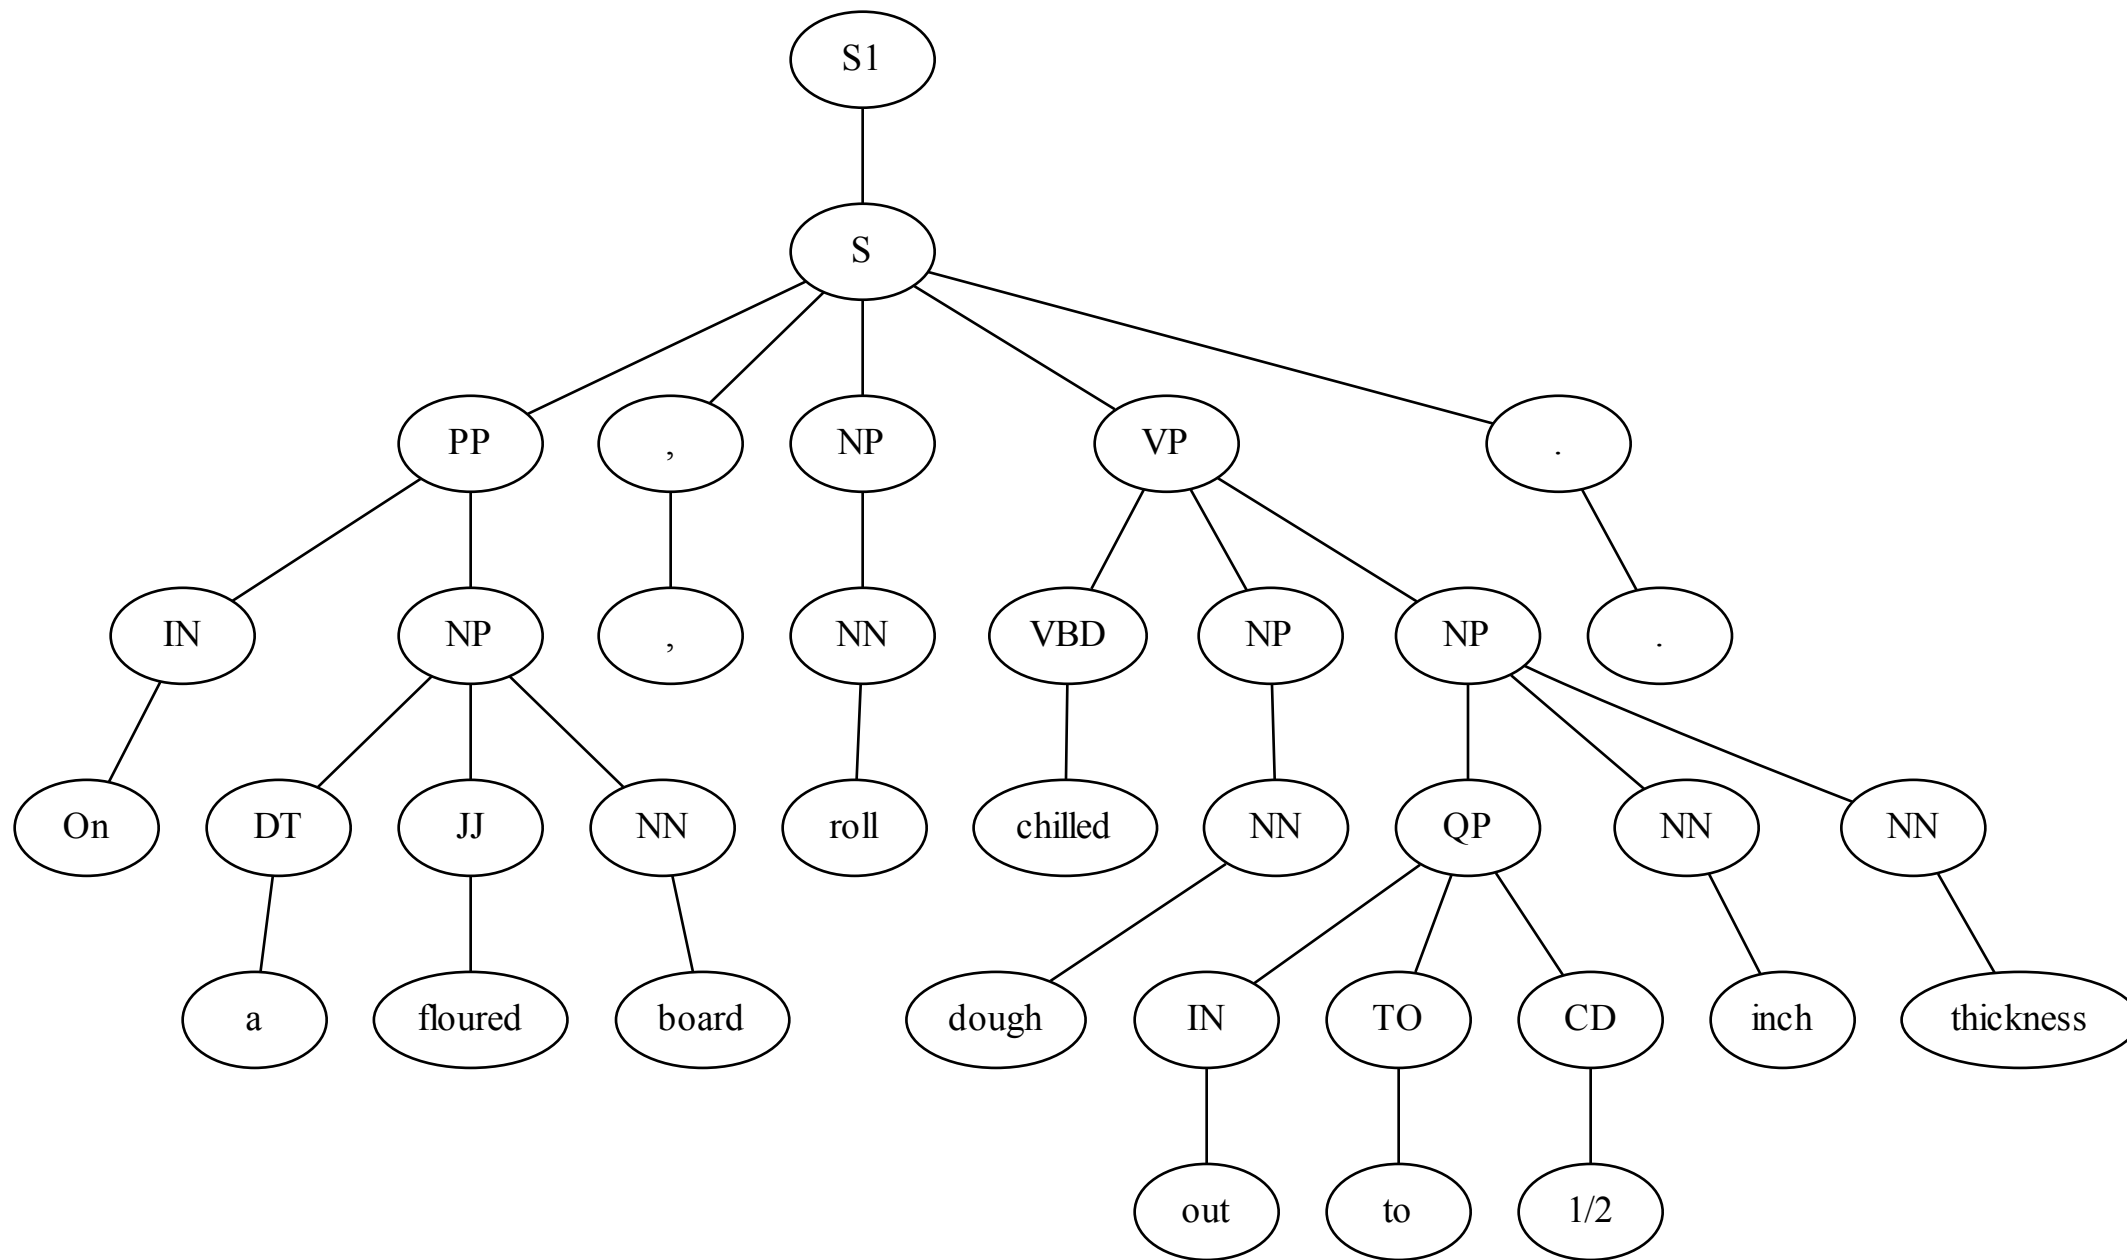 S1
S
PP , NP VP .
IN NP , NN VBD NP NP .
On DT JJ NN roll chilled NN QP NN NN
a floured board dough IN TO CD inch thickness
out to 1/2